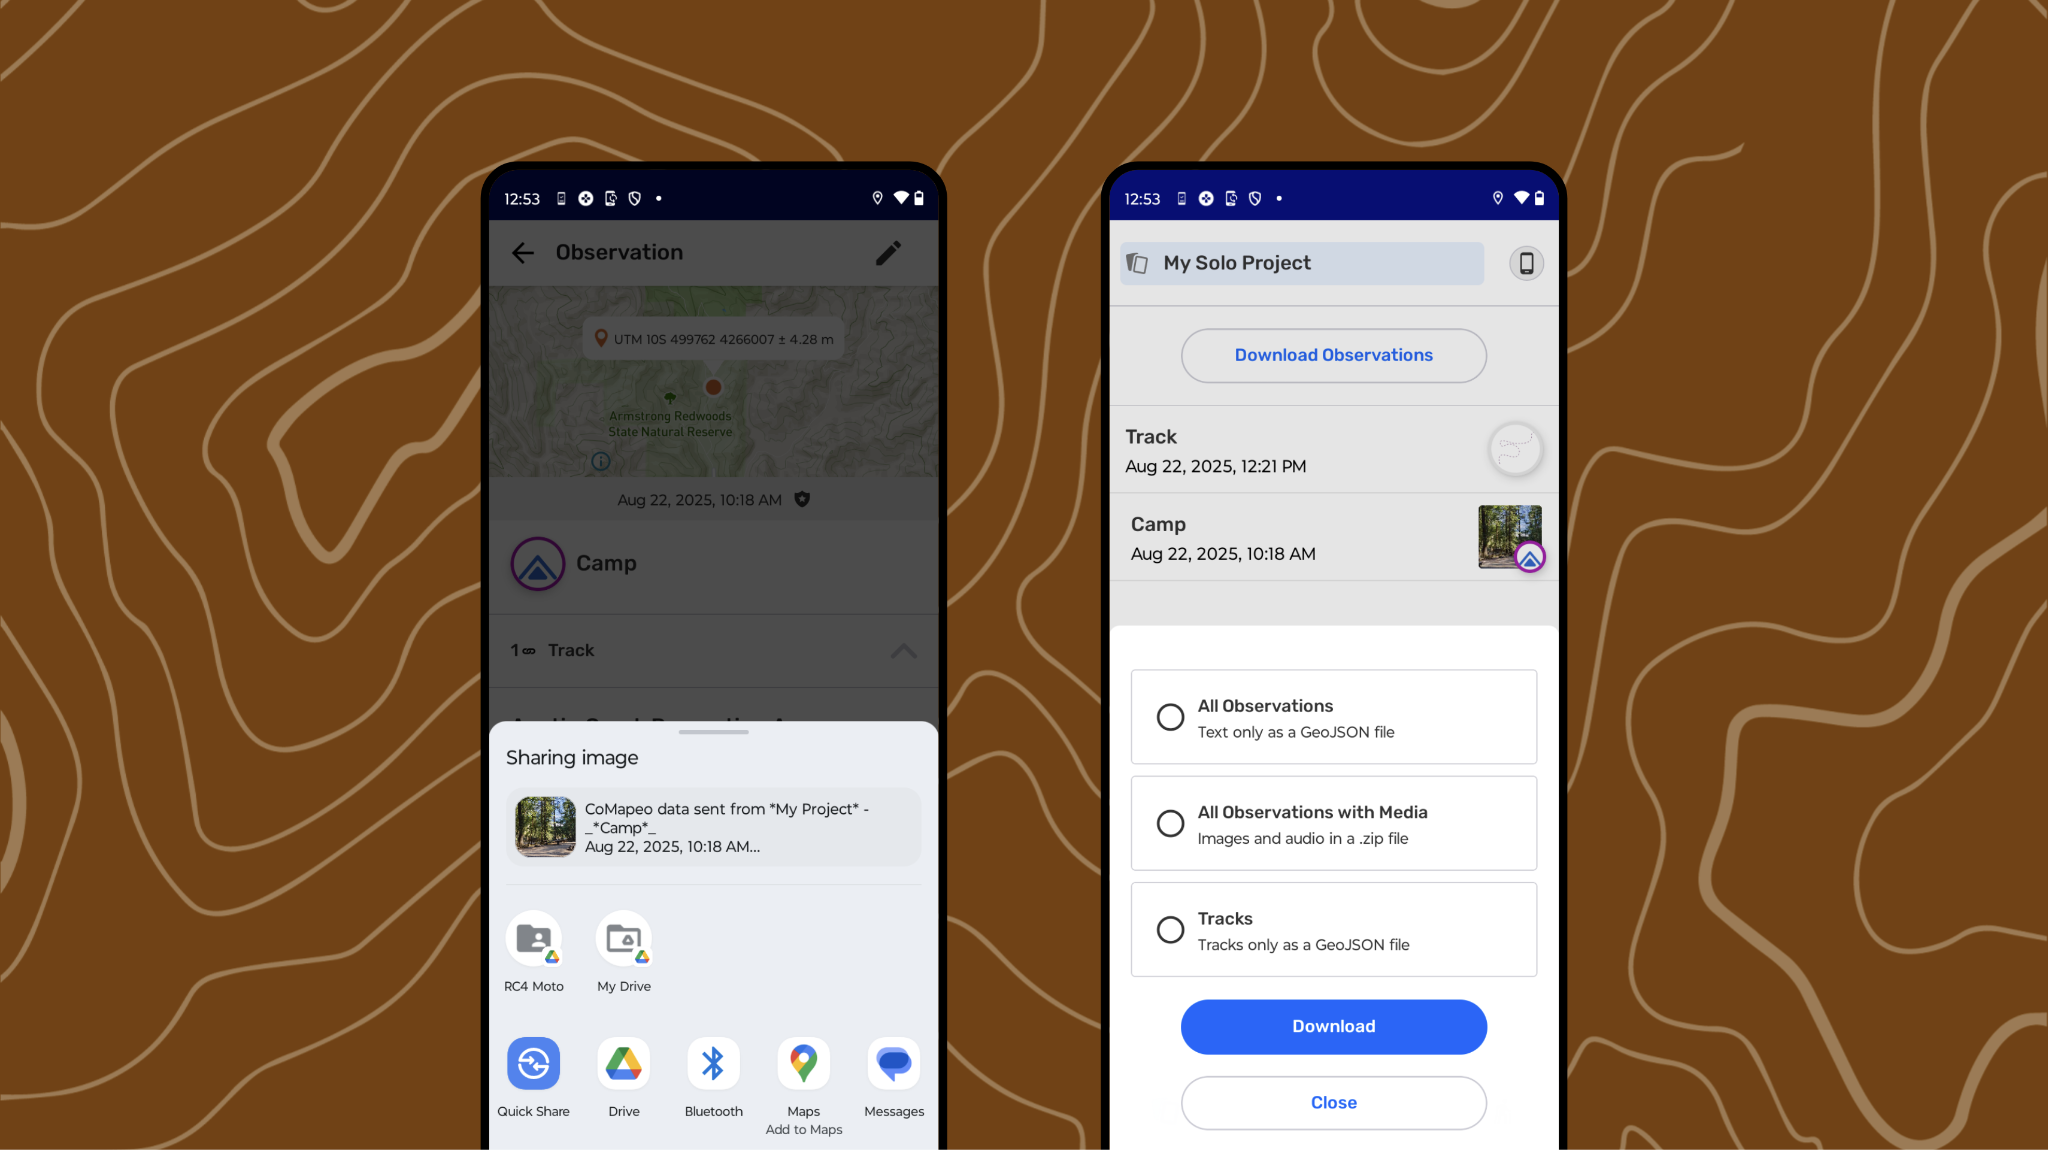 12:53
Observation
UTM 10S 499762 4266007 ± 4.28 m
Armstrong Redwoods
State Natural Reserve
Aug 22, 2025, 10:18 AM
Camp
1 Track
Sharing image
CoMapeo data sent from *My Project* -
_*Camp*_
Aug 22, 2025, 10:18 AM...
RC4 Moto
My Drive
Quick Share
Drive
Bluetooth
Maps
Add to Maps
Messages
12:53
My Solo Project
Download Observations
Track
Aug 22, 2025, 12:21 PM
Camp
Aug 22, 2025, 10:18 AM
All Observations
Text only as a GeoJSON file
All Observations with Media
Images and audio in a .zip file
Tracks
Tracks only as a GeoJSON file
Download
Close